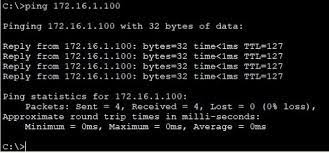 C:\>ping 172.16.1.100
Pinging 172.16.1.100 with 32 bytes of data:
Reply from 172.16.1.100: bytes=32 time<1ms TTL=127
Reply from 172.16.1.100: bytes=32 time<1ms TTL=127
Reply from 172.16.1.100: bytes=32 time<1ms TTL=127
Reply from 172.16.1.100: bytes=32 time<1ms TTL=127
Ping statistics for 172.16.1.100:
Packets: Sent = 4, Received = 4, Lost = 0 (0% loss),
Approximate round trip times in milli-seconds:
Minimum = 0ms, Maximum = 0ms, Average = 0ms
C:\>